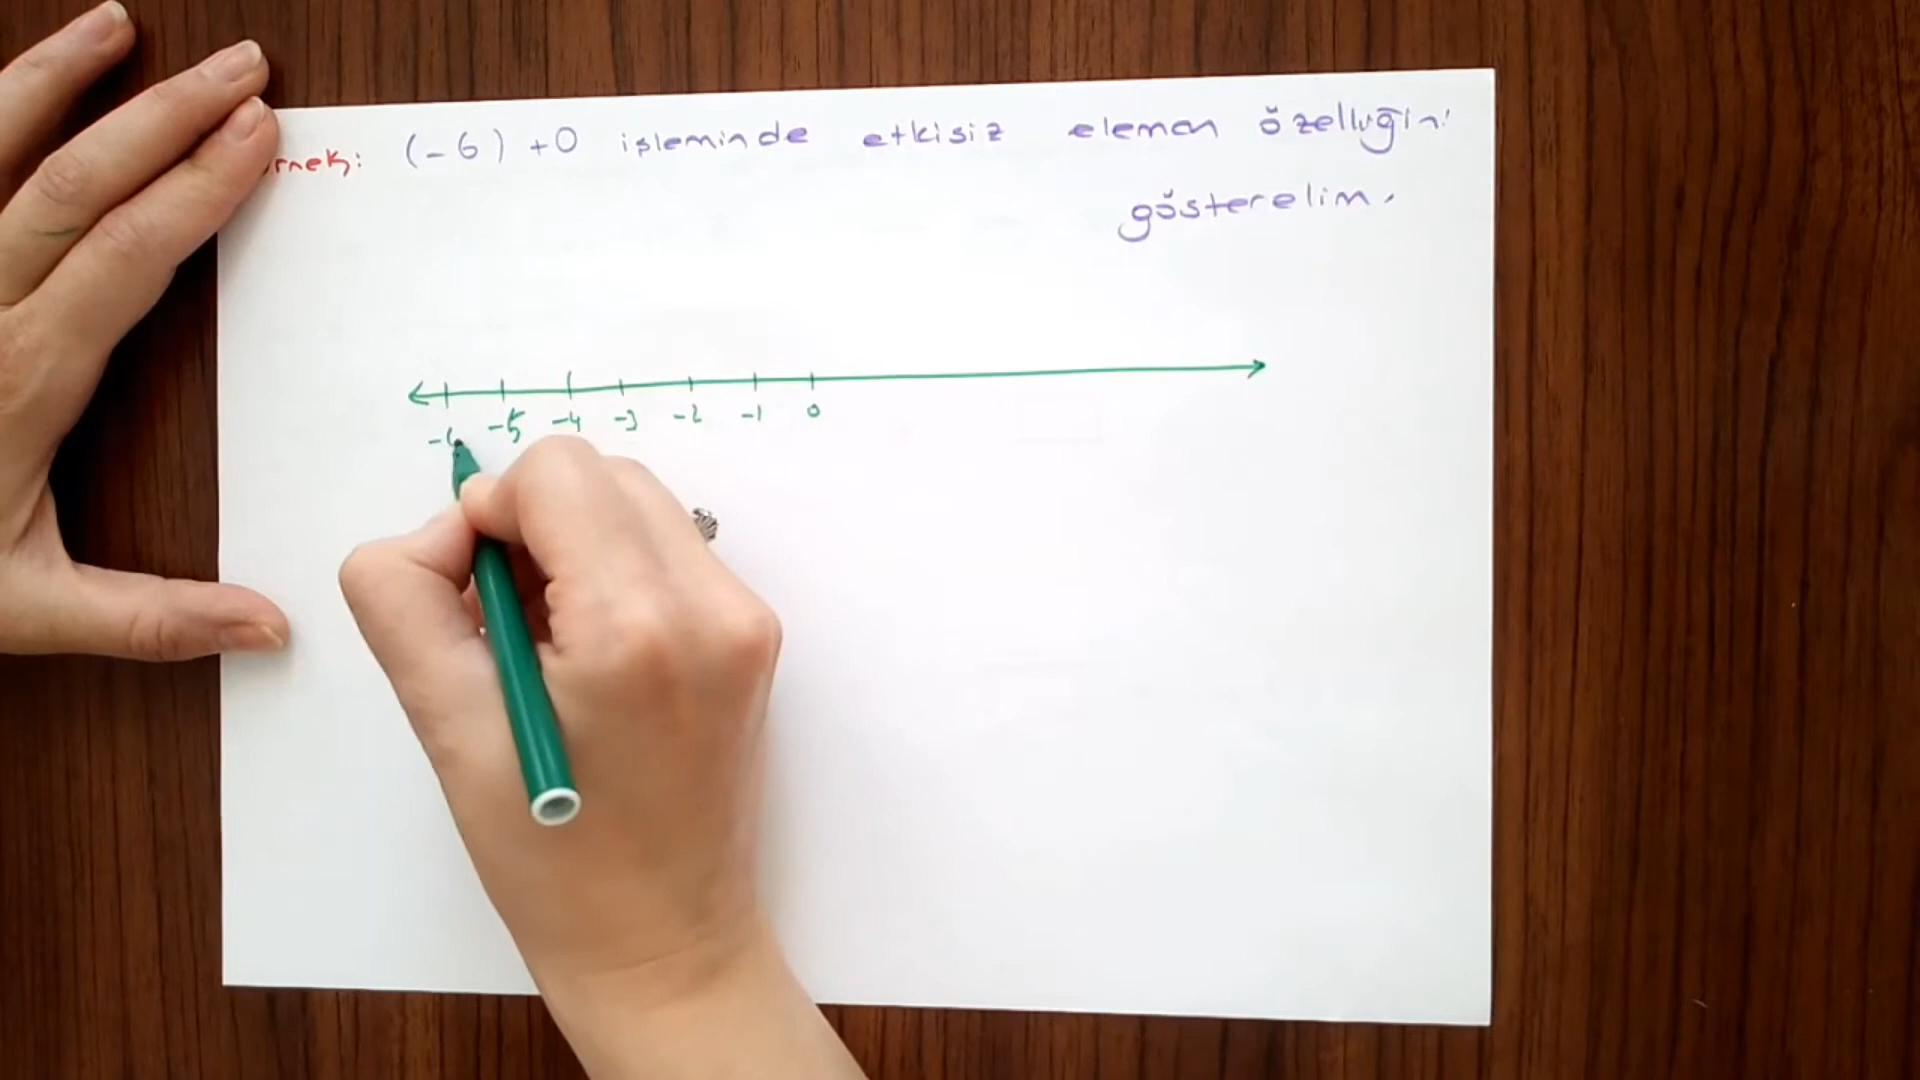 rnek: (-6) +0 işleminde etkisiz eleman özelliğini
gösterelim.
-6 -5 -4 -3 -2 -1 0